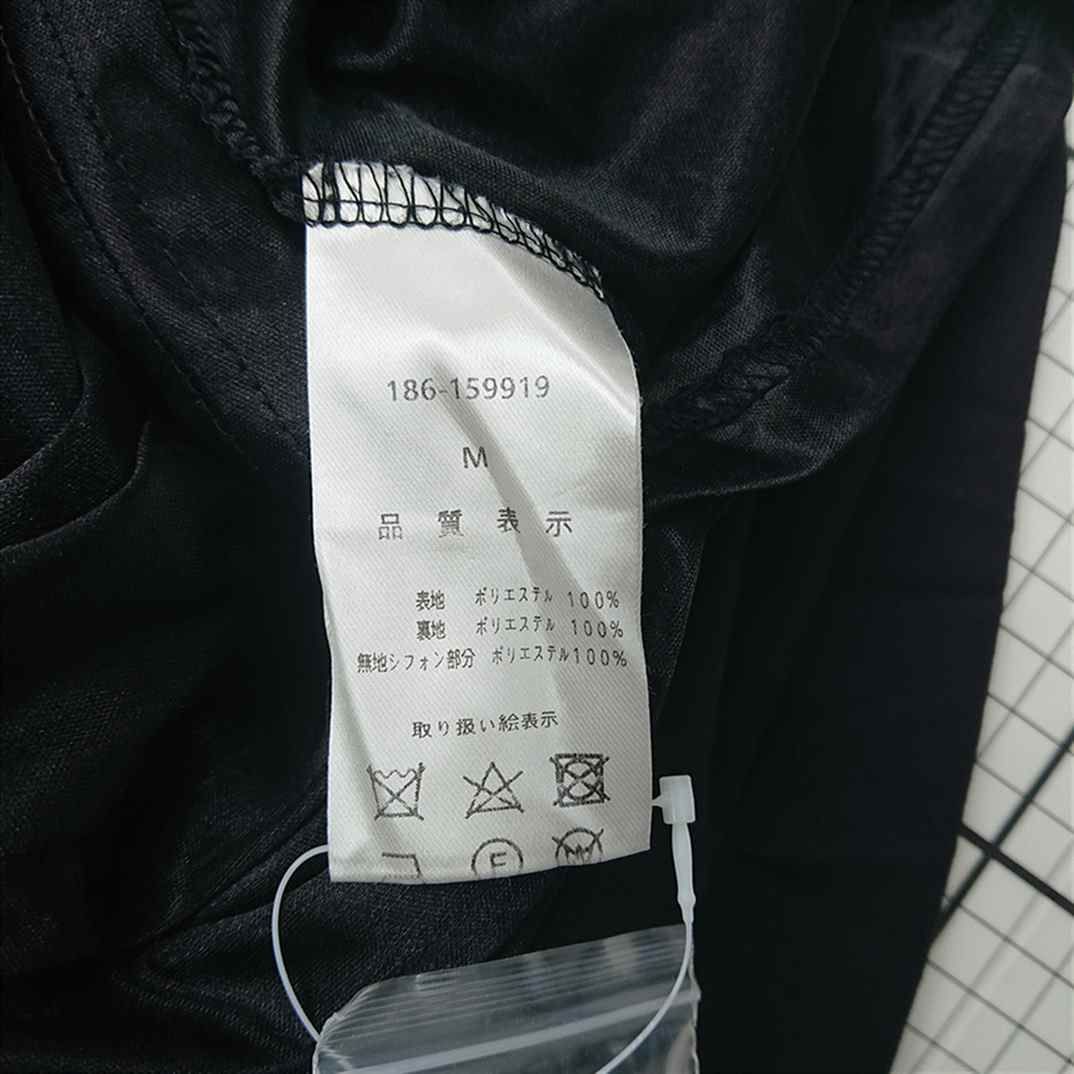 186-159919
M
品質表示
表地 ポリエステル 100%
裏地 ポリエステル 100%
無地シフォン部分 ポリエステル100%
取り扱い絵表示
F